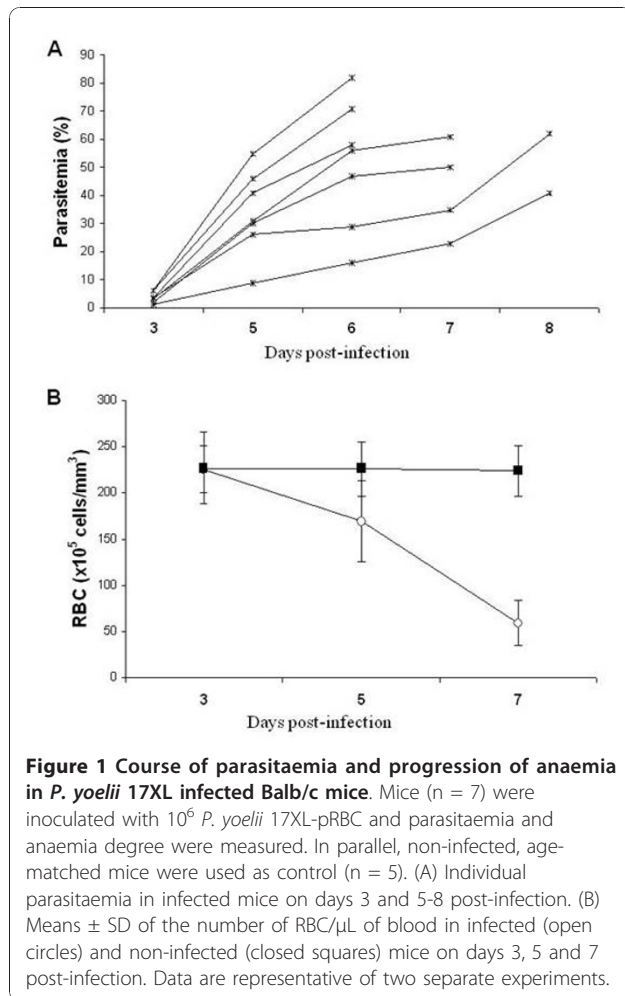 A
90
80
70
60
50
40
30
20
10
0
Parasitemia (%)
3 5 6 7 8
Days post-infection
B
300
250
200
150
100
50
0
RBC (x10⁵ cells/mm³)
3 5 7
Days post-infection
Figure 1 Course of parasitaemia and progression of anaemia
in P. yoelii 17XL infected Balb/c mice. Mice (n = 7) were
inoculated with 10⁶ P. yoelii 17XL-pRBC and parasitaemia and
anaemia degree were measured. In parallel, non-infected, age-
matched mice were used as control (n = 5). (A) Individual
parasitaemia in infected mice on days 3 and 5-8 post-infection. (B)
Means ± SD of the number of RBC/μL of blood in infected (open
circles) and non-infected (closed squares) mice on days 3, 5 and 7
post-infection. Data are representative of two separate experiments.